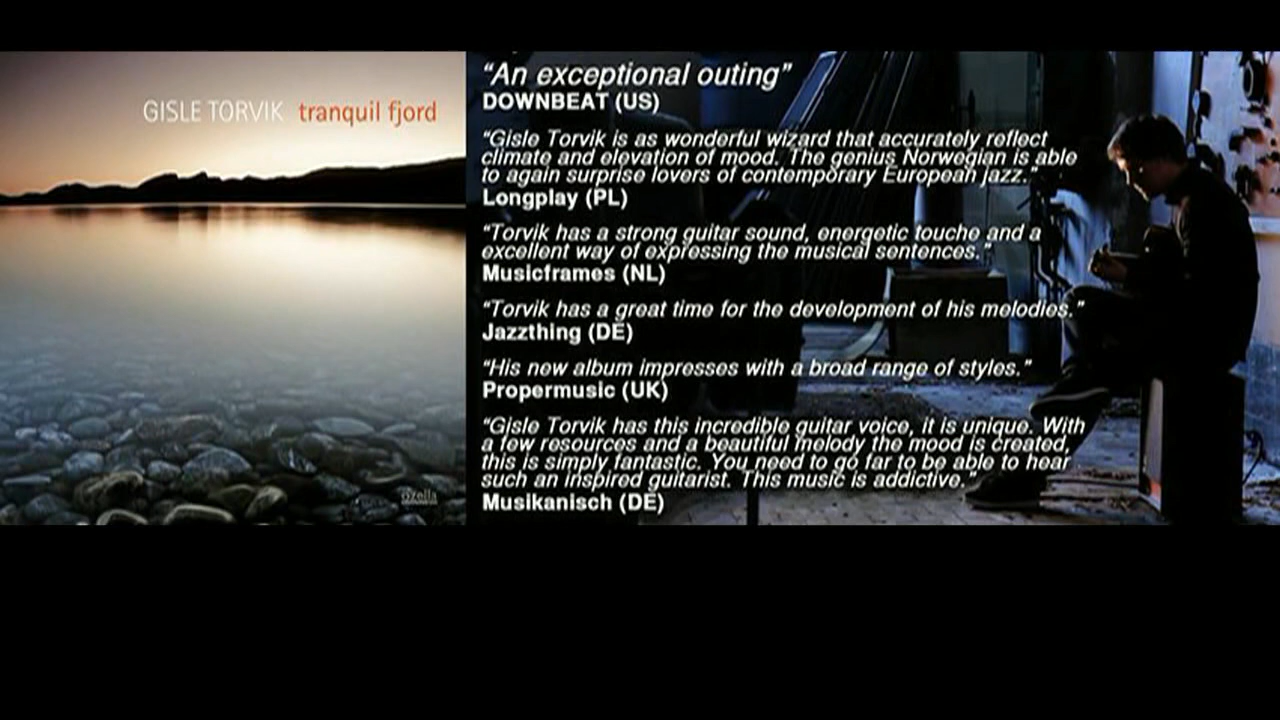 GISLE TORVIK tranquil fjord
ozella
"An exceptional outing"
DOWNBEAT (US)
"Gisle Torvik is as wonderful wizard that accurately reflect
climate and elevation of mood. The genius Norwegian is able
to again surprise lovers of contemporary European jazz."
Longplay (PL)
"Torvik has a strong guitar sound, energetic touche and a
excellent way of expressing the musical sentences."
Musicframes (NL)
"Torvik has a great time for the development of his melodies."
Jazzthing (DE)
"His new album impresses with a broad range of styles."
Propermusic (UK)
"Gisle Torvik has this incredible guitar voice, it is unique. With
a few resources and a beautiful melody the mood is created,
this is simply fantastic. You need to go far to be able to hear
such an inspired guitarist. This music is addictive."
Musikanisch (DE)